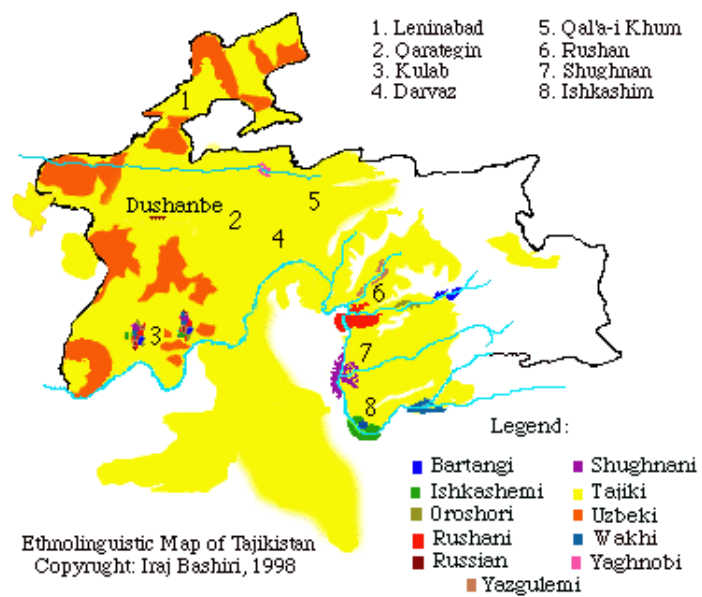 1. Leninabad
2. Qarategin
3. Kulab
4. Darvaz
5. Qal'a-i Khum
6. Rushan
7. Shughnan
8. Ishkashim
1
Dushanbe
2
5
4
6
3
7
8
Legend:
Bartangi
Ishkashemi
Oroshori
Rushani
Russian
Shughnani
Tajiki
Uzbeki
Wakhi
Yaghnobi
Yazgulemi
Ethnolinguistic Map of Tajikistan
Copyrught: Iraj Bashiri, 1998